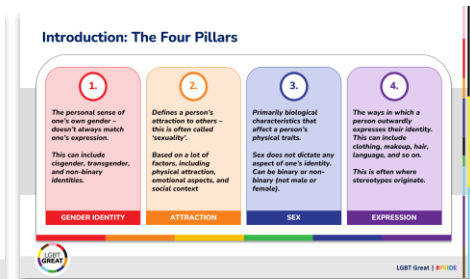 Introduction: The Four Pillars
1.
The personal sense of
one's own gender –
doesn't always match
one's expression.
This can include
cisgender, transgender,
and non-binary
identities.
GENDER IDENTITY
2.
Defines a person's
attraction to others –
this is often called
'sexuality'.
Based on a lot of
factors, including
physical attraction,
emotional aspects, and
social context
ATTRACTION
3.
Primarily biological
characteristics that
affect a person's
physical traits.
Sex does not dictate any
aspect of one's identity.
Can be binary or non-
binary (not male or
female).
SEX
4.
The ways in which a
person outwardly
expresses their identity.
This can include
clothing, makeup, hair,
language, and so on.
This is often where
stereotypes originate.
EXPRESSION
LGBT
GREAT
LGBT Great | #PRIDE